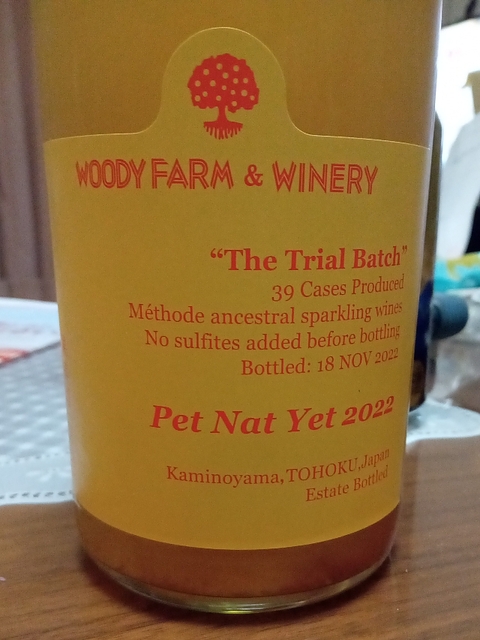 WOODY FARM & WINERY
“The Trial Batch”
39 Cases Produced
Méthode ancestral sparkling wines
No sulfites added before bottling
Bottled: 18 NOV 2022
Pet Nat Yet 2022
Kaminoyama, TOHOKU,Japan
Estate Bottled